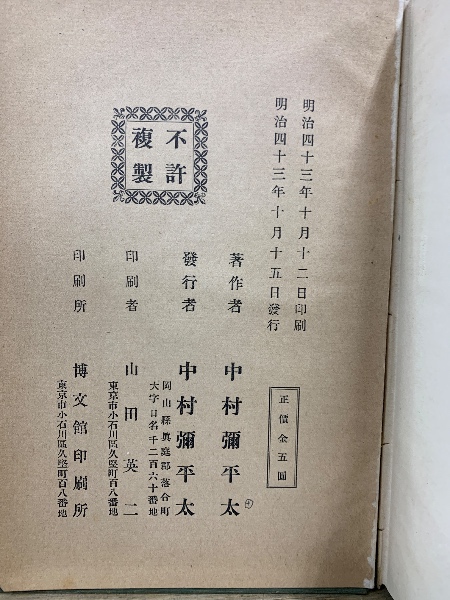 明治四十三年十月十二日印刷
明治四十三年十月十五日發行
正價金五圓
不許
複製
著作者　中村彌平太
發行者　中村彌平太
岡山縣眞庭郡落合町
大字日名千二百六十番地
印刷者　山田英二
東京市小石川區久堅町百八番地
印刷所　博文館印刷所
東京市小石川區久堅町百八番地